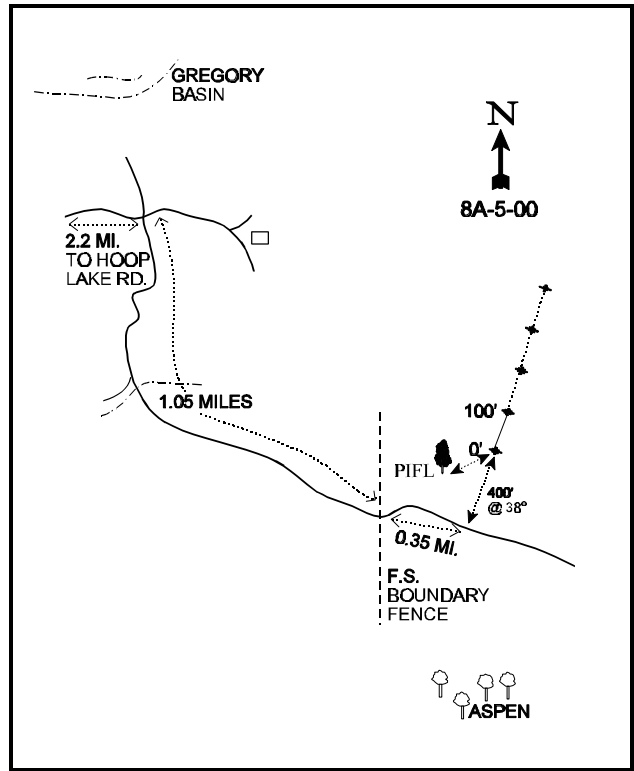 GREGORY
BASIN
N
8A-5-00
2.2 MI.
TO HOOP
LAKE RD.
1.05 MILES
100'
0'
PIFL
400'
@ 38°
0.35 MI.
F.S.
BOUNDARY
FENCE
ASPEN